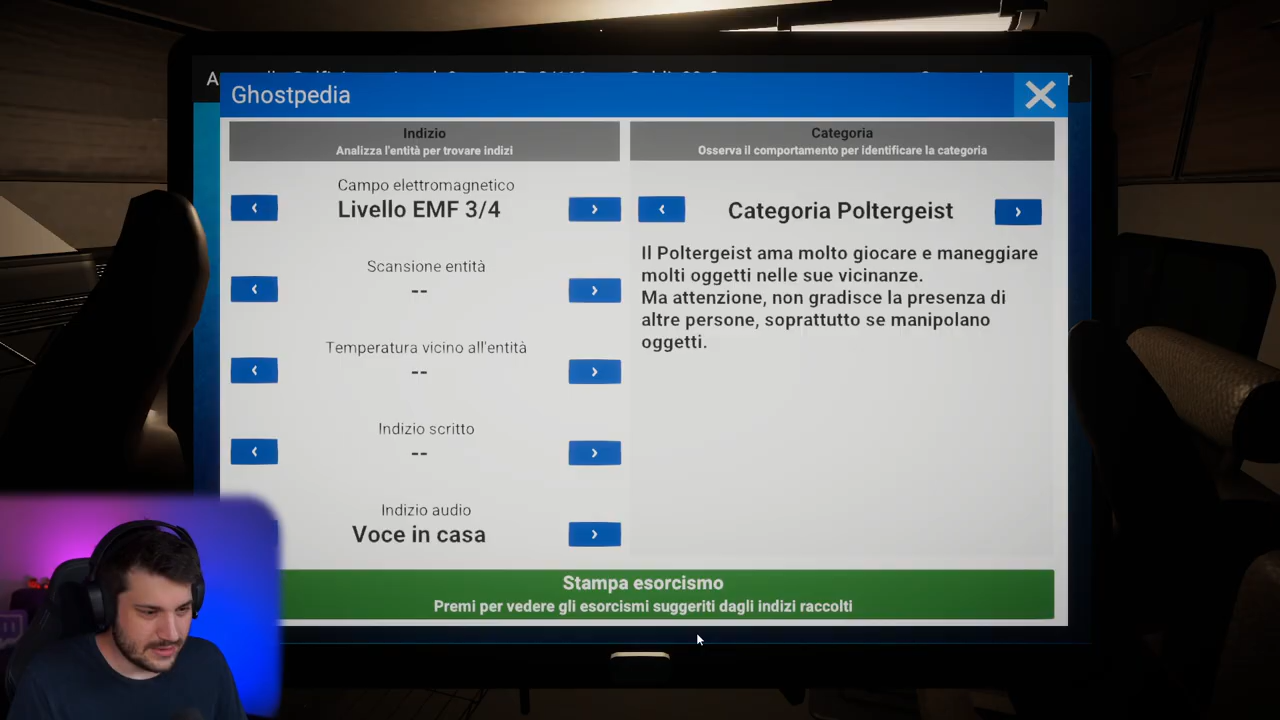 Ghostpedia
Indizio
Analizza l'entità per trovare indizi
Categoria
Osserva il comportamento per identificare la categoria
Campo elettromagnetico
Livello EMF 3/4
Scansione entità
--
Temperatura vicino all'entità
--
Indizio scritto
--
Indizio audio
Voce in casa
Categoria Poltergeist
Il Poltergeist ama molto giocare e maneggiare
molti oggetti nelle sue vicinanze.
Ma attenzione, non gradisce la presenza di
altre persone, soprattutto se manipolano
oggetti.
Stampa esorcismo
Premi per vedere gli esorcismi suggeriti dagli indizi raccolti